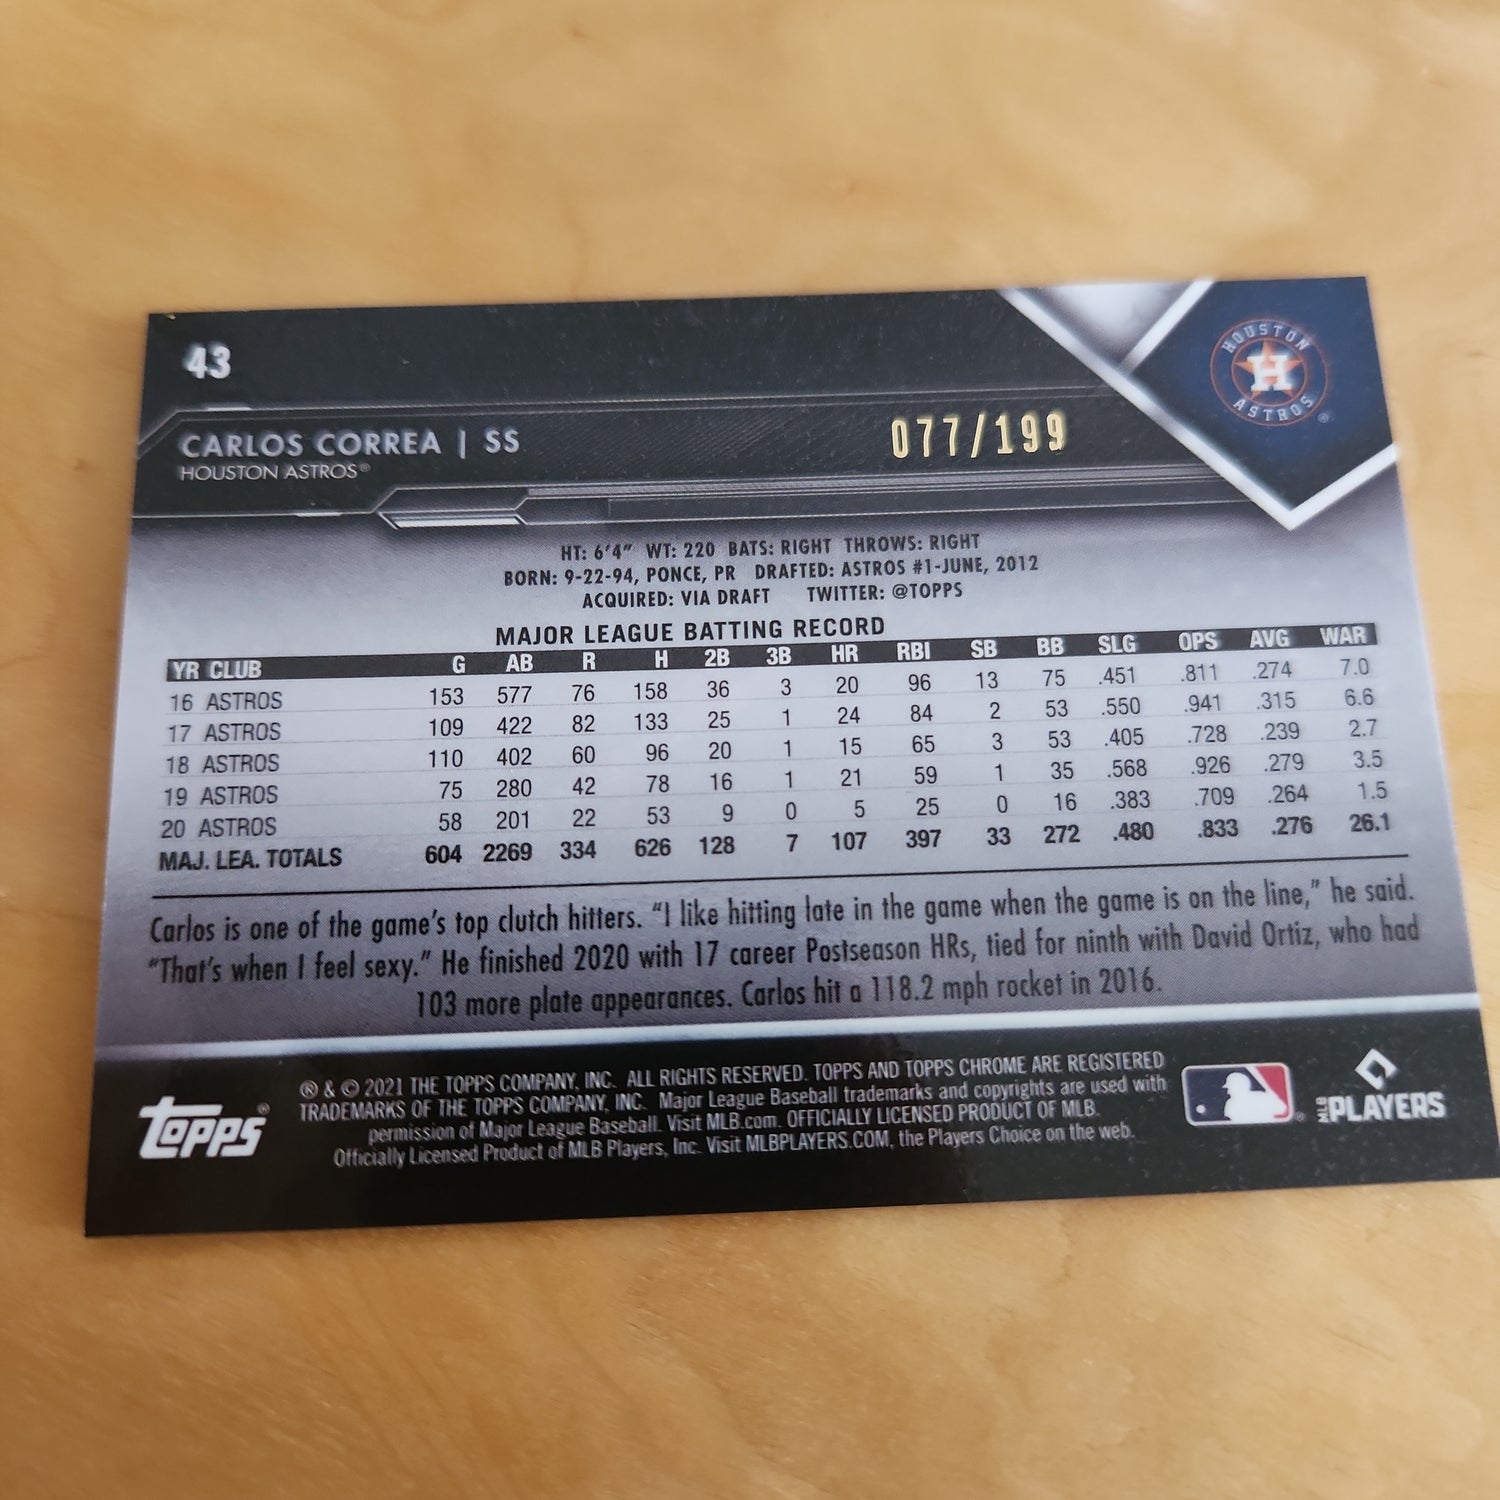 43
CARLOS CORREA | SS
HOUSTON ASTROS®
077/199
HOUSTON
H
ASTROS®
HT: 6'4" WT: 220 BATS: RIGHT THROWS: RIGHT
BORN: 9-22-94, PONCE, PR DRAFTED: ASTROS #1-JUNE, 2012
ACQUIRED: VIA DRAFT TWITTER: @TOPPS
MAJOR LEAGUE BATTING RECORD
YR CLUB G AB R H 2B 3B HR RBI SB BB SLG OPS AVG WAR
16 ASTROS 153 577 76 158 36 3 20 96 13 75 .451 .811 .274 7.0
17 ASTROS 109 422 82 133 25 1 24 84 2 53 .550 .941 .315 6.6
18 ASTROS 110 402 60 96 20 1 15 65 3 53 .405 .728 .239 2.7
19 ASTROS 75 280 42 78 16 1 21 59 1 35 .568 .926 .279 3.5
20 ASTROS 58 201 22 53 9 0 5 25 0 16 .383 .709 .264 1.5
MAJ. LEA. TOTALS 604 2269 334 626 128 7 107 397 33 272 .480 .833 .276 26.1
Carlos is one of the game's top clutch hitters. "I like hitting late in the game when the game is on the line," he said.
"That's when I feel sexy." He finished 2020 with 17 career Postseason HRs, tied for ninth with David Ortiz, who had
103 more plate appearances. Carlos hit a 118.2 mph rocket in 2016.
TOPPS®
® & © 2021 THE TOPPS COMPANY, INC. ALL RIGHTS RESERVED. TOPPS AND TOPPS CHROME ARE REGISTERED
TRADEMARKS OF THE TOPPS COMPANY, INC. Major League Baseball trademarks and copyrights are used with
permission of Major League Baseball. Visit MLB.com. OFFICIALLY LICENSED PRODUCT OF MLB.
Officially Licensed Product of MLB Players, Inc. Visit MLBPLAYERS.COM, the Players Choice on the web.
MLB PLAYERS